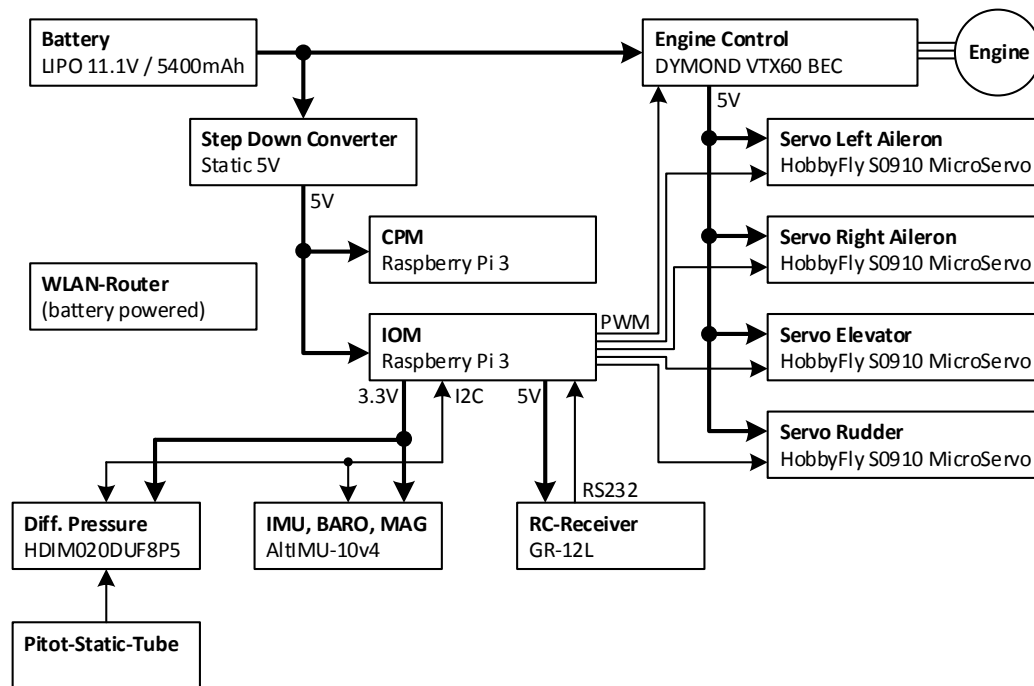 Battery
LIPO 11.1V / 5400mAh
Engine Control
DYMOND VTX60 BEC
Engine
5V
Step Down Converter
Static 5V
5V
Servo Left Aileron
HobbyFly S0910 MicroServo
CPM
Raspberry Pi 3
Servo Right Aileron
HobbyFly S0910 MicroServo
WLAN-Router
(battery powered)
IOM
Raspberry Pi 3
PWM
Servo Elevator
HobbyFly S0910 MicroServo
3.3V
I2C
5V
Servo Rudder
HobbyFly S0910 MicroServo
RS232
Diff. Pressure
HDIM020DUF8P5
IMU, BARO, MAG
AltIMU-10v4
RC-Receiver
GR-12L
Pitot-Static-Tube